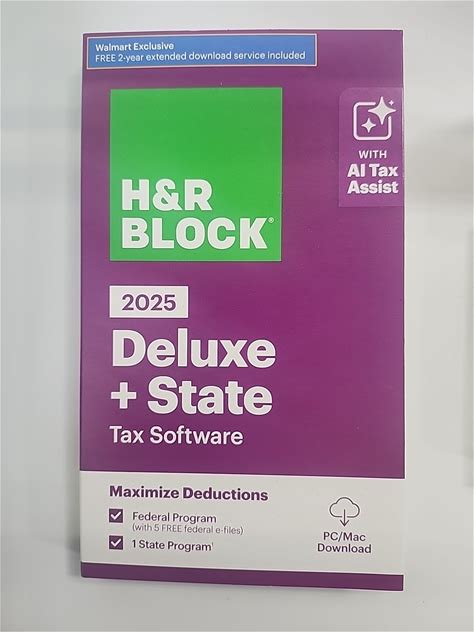 Walmart Exclusive
FREE 2-year extended download service included
WITH
AI Tax
Assist
H&R
BLOCK®
2025
Deluxe
+ State
Tax Software
Maximize Deductions
Federal Program
(with 5 FREE federal e-files)
1 State Program¹
PC/Mac
Download